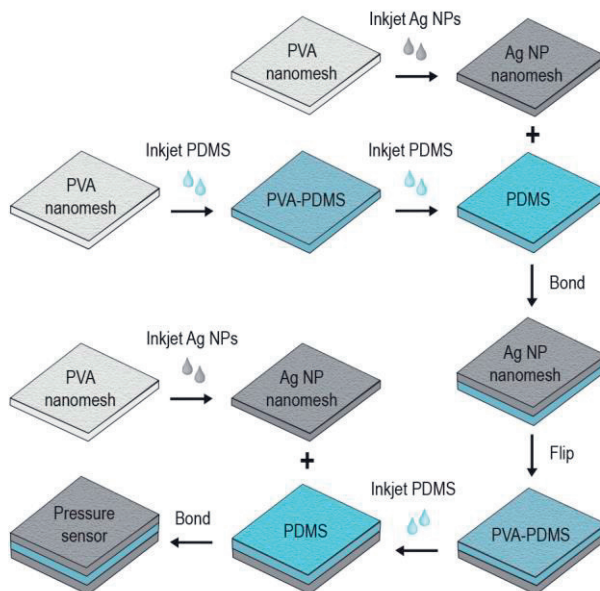 Inkjet Ag NPs
PVA
nanomesh
Ag NP
nanomesh
+
Inkjet PDMS
Inkjet PDMS
PVA
nanomesh
PVA-PDMS
PDMS
Bond
Inkjet Ag NPs
PVA
nanomesh
Ag NP
nanomesh
Ag NP
nanomesh
+
Flip
Inkjet PDMS
Pressure
sensor
Bond
PDMS
PVA-PDMS